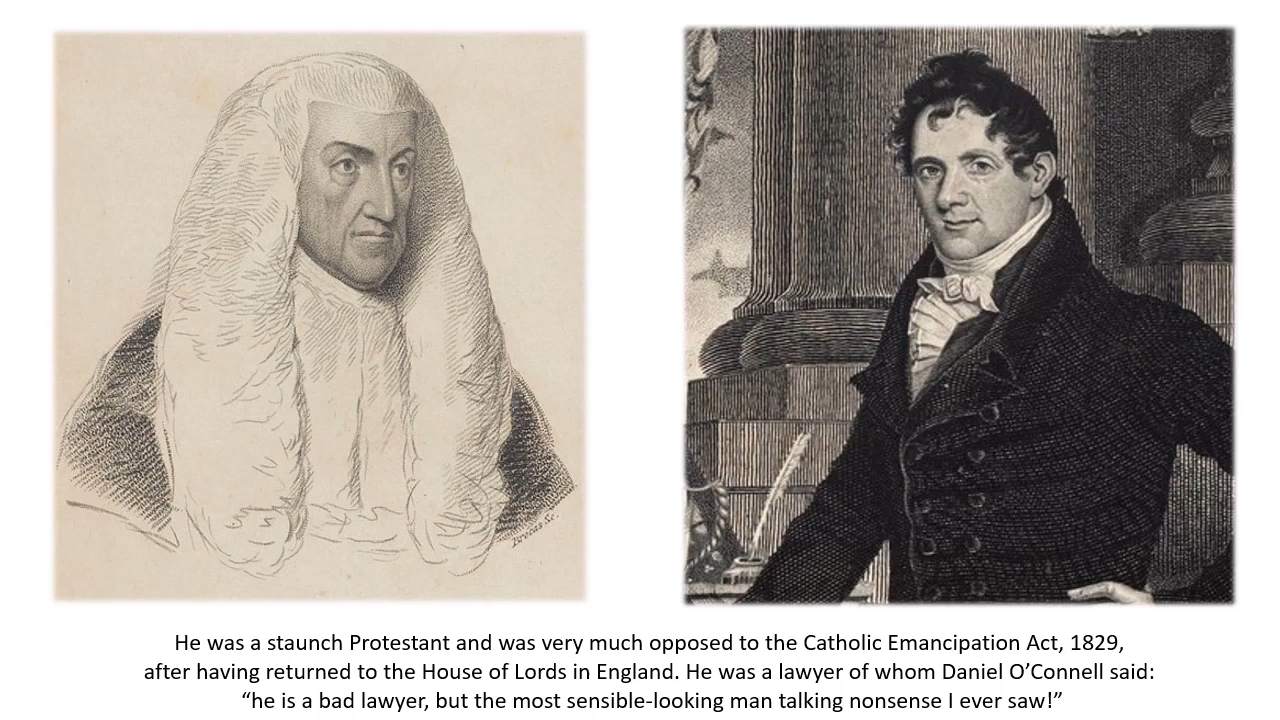 Brocas Sc.
He was a staunch Protestant and was very much opposed to the Catholic Emancipation Act, 1829,
after having returned to the House of Lords in England. He was a lawyer of whom Daniel O’Connell said:
“he is a bad lawyer, but the most sensible-looking man talking nonsense I ever saw!”